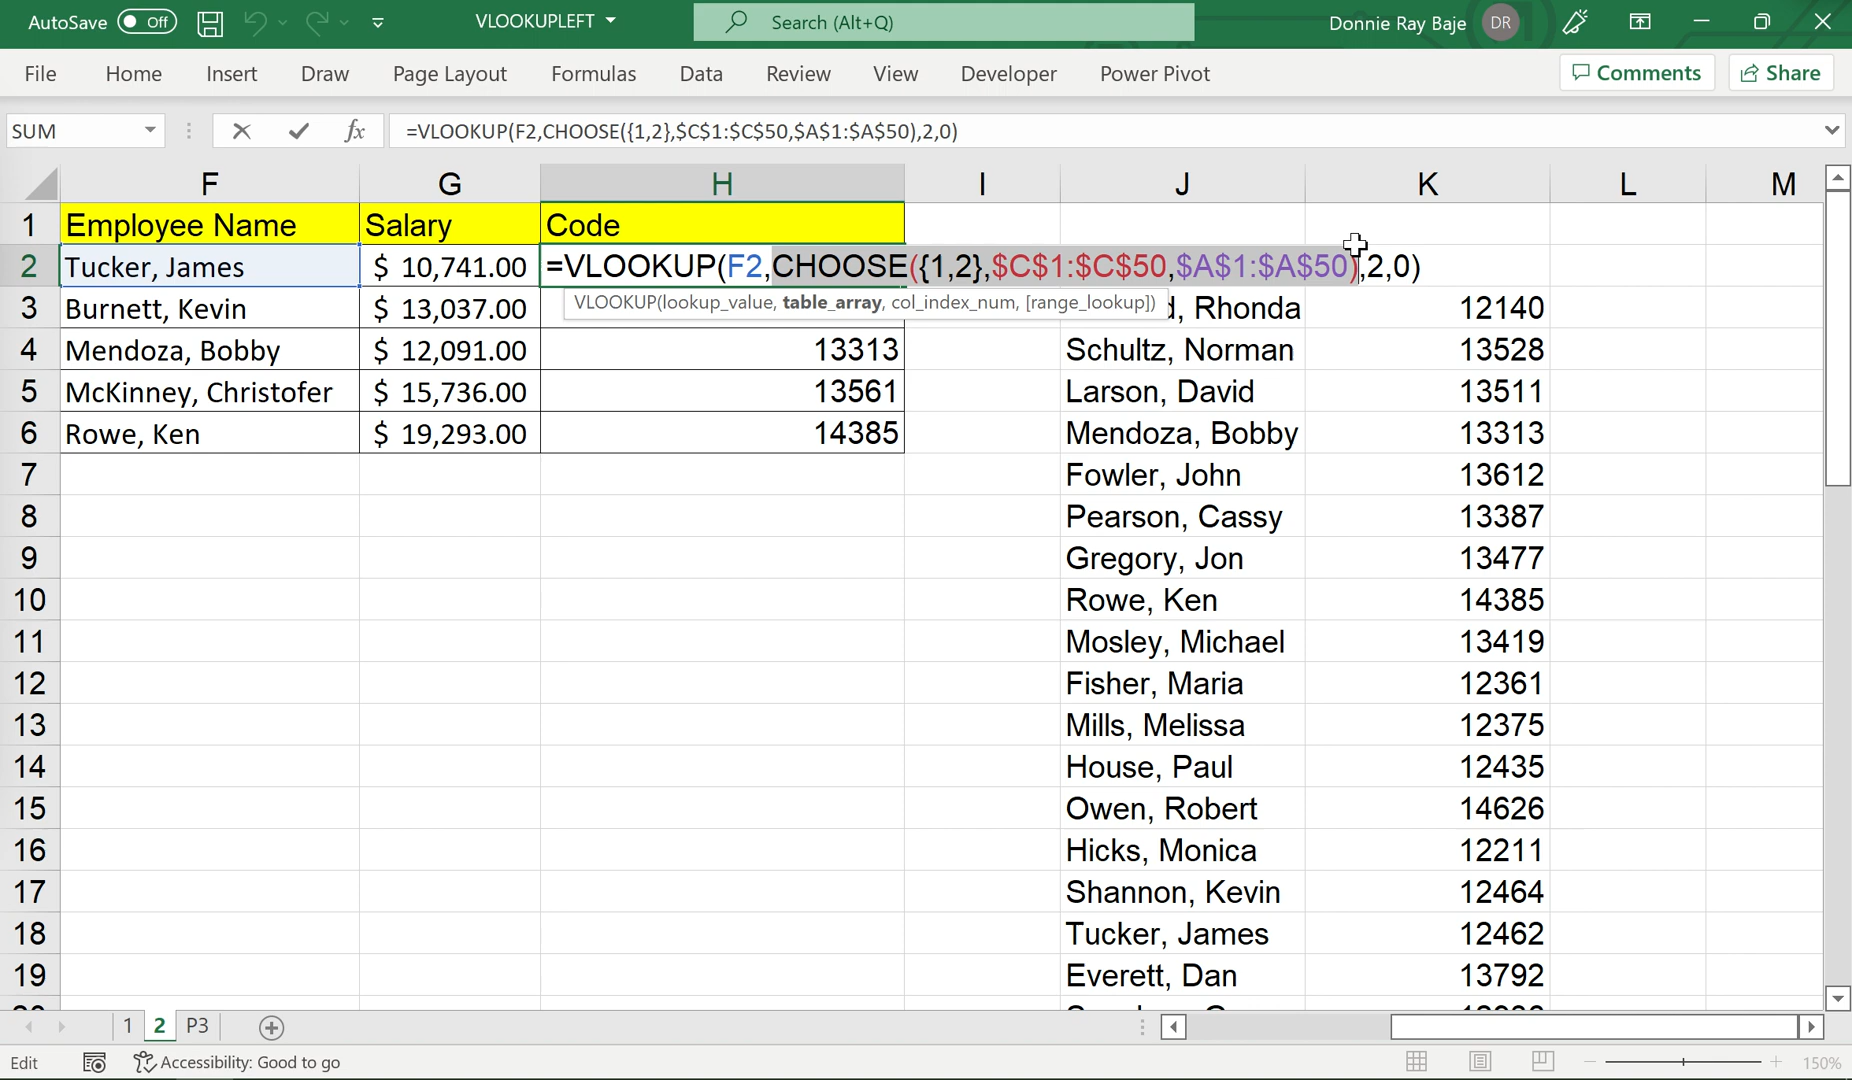 AutoSave Off VLOOKUPLEFT Search (Alt+Q) Donnie Ray Baje DR
File Home Insert Draw Page Layout Formulas Data Review View Developer Power Pivot Comments Share
SUM fx =VLOOKUP(F2,CHOOSE({1,2},$C$1:$C$50,$A$1:$A$50),2,0)
F G H I J K L M
1 Employee Name Salary Code
2 Tucker, James $ 10,741.00 =VLOOKUP(F2,CHOOSE({1,2},$C$1:$C$50,$A$1:$A$50),2,0)
VLOOKUP(lookup_value, table_array, col_index_num, [range_lookup])
3 Burnett, Kevin $ 13,037.00 Rhonda 12140
4 Mendoza, Bobby $ 12,091.00 13313 Schultz, Norman 13528
5 McKinney, Christofer $ 15,736.00 13561 Larson, David 13511
6 Rowe, Ken $ 19,293.00 14385 Mendoza, Bobby 13313
7 Fowler, John 13612
8 Pearson, Cassy 13387
9 Gregory, Jon 13477
10 Rowe, Ken 14385
11 Mosley, Michael 13419
12 Fisher, Maria 12361
13 Mills, Melissa 12375
14 House, Paul 12435
15 Owen, Robert 14626
16 Hicks, Monica 12211
17 Shannon, Kevin 12464
18 Tucker, James 12462
19 Everett, Dan 13792
1 2 P3
Edit Accessibility: Good to go 150%